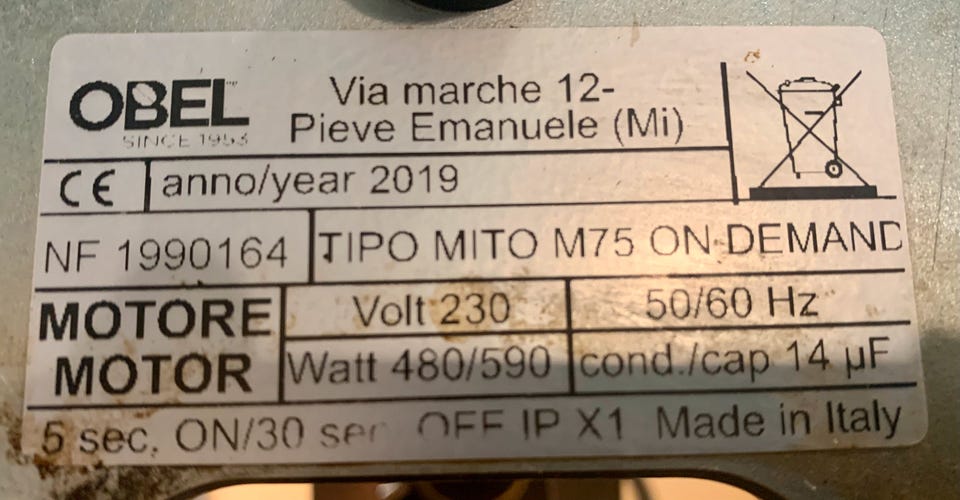 OBEL
SINCE 1953
Via marche 12-
Pieve Emanuele (Mi)
CE
anno/year 2019
NF 1990164
TIPO MITO M75 ON DEMAND
MOTORE
MOTOR
Volt 230
50/60 Hz
Watt 480/590
cond./cap 14 µF
5 sec. ON/30 sec OFF IP X1 Made in Italy